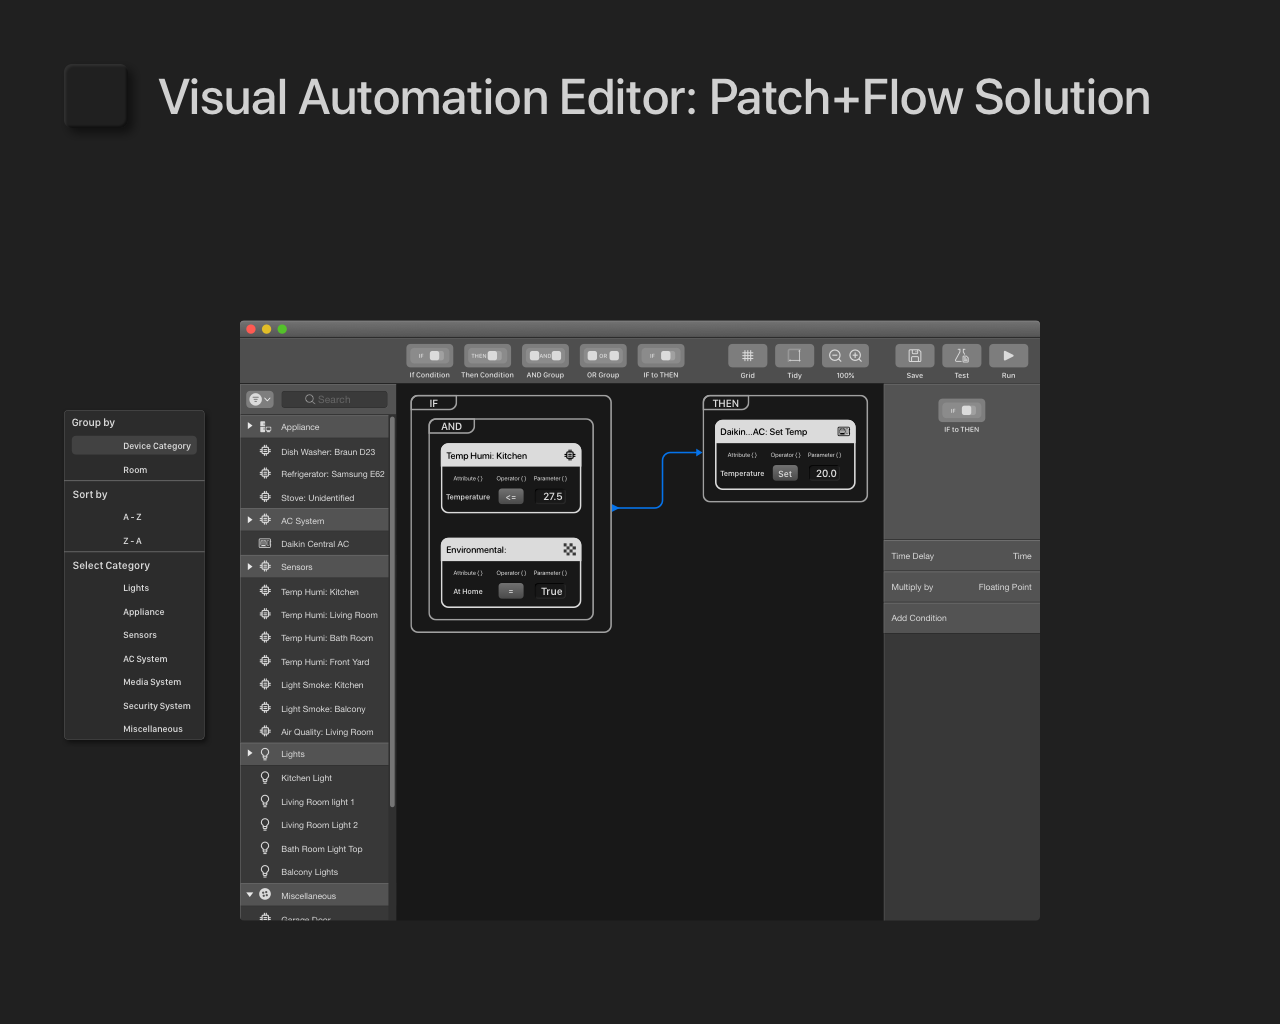 Visual Automation Editor: Patch+Flow Solution
IF
THEN
AND
OR
IF
If Condition
Then Condition
AND Group
OR Group
IF to THEN
Grid
Tidy
100%
Save
Test
Run
Group by
Device Category
Room
Sort by
A - Z
Z - A
Select Category
Lights
Appliance
Sensors
AC System
Media System
Security System
Miscellaneous
Search
Appliance
Dish Washer: Braun D23
Refrigerator: Samsung E62
Stove: Unidentified
AC System
Daikin Central AC
Sensors
Temp Humi: Kitchen
Temp Humi: Living Room
Temp Humi: Bath Room
Temp Humi: Front Yard
Light Smoke: Kitchen
Light Smoke: Balcony
Air Quality: Living Room
Lights
Kitchen Light
Living Room light 1
Living Room Light 2
Bath Room Light Top
Balcony Lights
Miscellaneous
Garage Door
IF
AND
Temp Humi: Kitchen
Attribute ( ) Operator ( ) Parameter ( )
Temperature <= 27.5
Environmental:
Attribute ( ) Operator ( ) Parameter ( )
At Home = True
THEN
Daikin...AC: Set Temp
Attribute ( ) Operator ( ) Parameter ( )
Temperature Set 20.0
IF
IF to THEN
Time Delay Time
Multiply by Floating Point
Add Condition